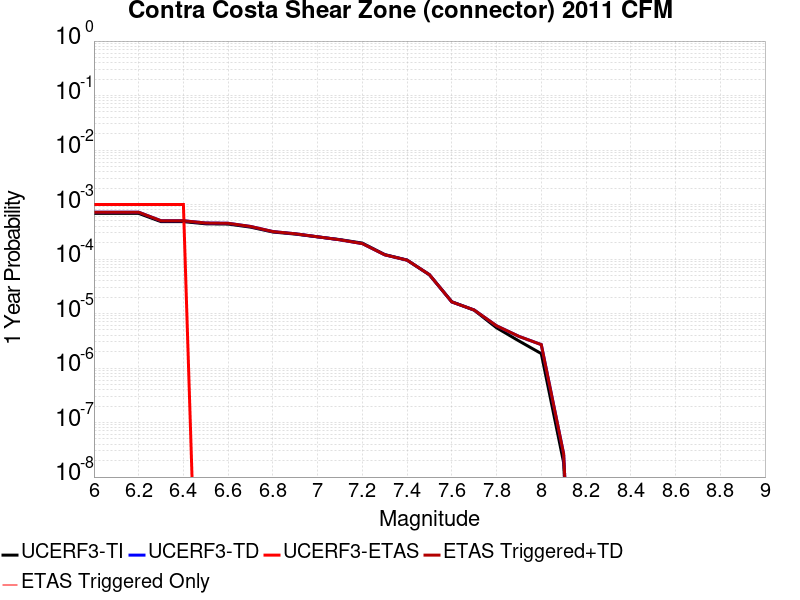 Contra Costa Shear Zone (connector) 2011 CFM
10^0
10^-1
10^-2
10^-3
10^-4
10^-5
10^-6
10^-7
10^-8
1 Year Probability
6 6.2 6.4 6.6 6.8 7 7.2 7.4 7.6 7.8 8 8.2 8.4 8.6 8.8 9
Magnitude
UCERF3-TI UCERF3-TD UCERF3-ETAS ETAS Triggered+TD
ETAS Triggered Only